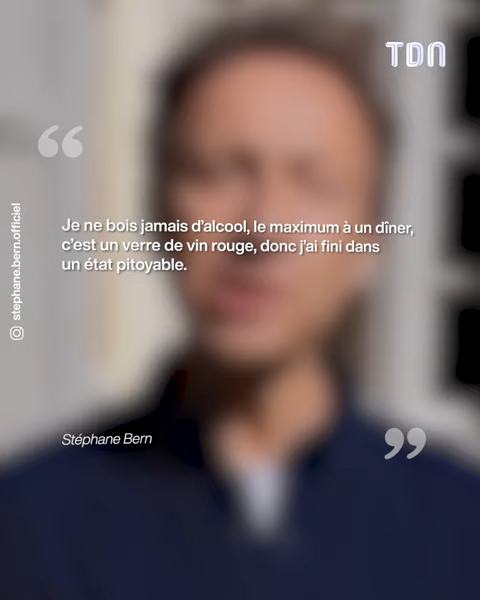 TDN
“
Je ne bois jamais d’alcool, le maximum à un dîner,
c’est un verre de vin rouge, donc j’ai fini dans
un état pitoyable.
Stéphane Bern
”
stephane.bern.officiel